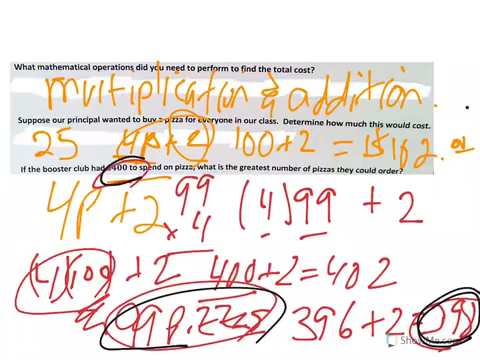 What mathematical operations did you need to perform to find the total cost?
multiplication & addition.
Suppose our principal wanted to buy a pizza for everyone in our class. Determine how much this would cost.
25 4p+2 100+2=102.00
If the booster club had $400 to spend on pizza, what is the greatest number of pizzas they could order?
4p+2 99 (4)99 + 2
x 4
(4)(100) + 2 400+2=402
99 pizzas 396+2=398
ShowMe.com